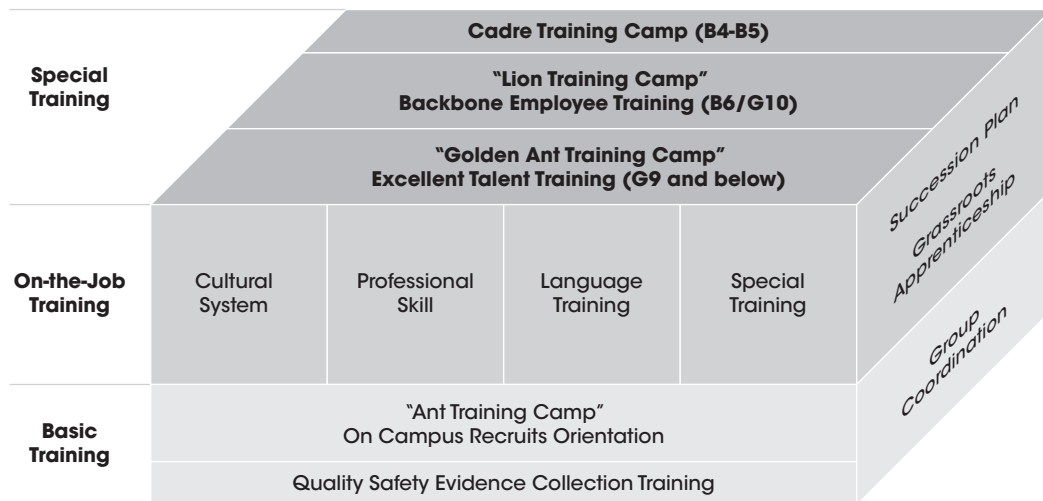 Cadre Training Camp (B4-B5)
Special
Training
“Lion Training Camp”
Backbone Employee Training (B6/G10)
“Golden Ant Training Camp”
Excellent Talent Training (G9 and below)
Succession Plan
Grassroots
Apprenticeship
On-the-Job
Training
Cultural
System
Professional
Skill
Language
Training
Special
Training
Group
Coordination
Basic
Training
“Ant Training Camp”
On Campus Recruits Orientation
Quality Safety Evidence Collection Training